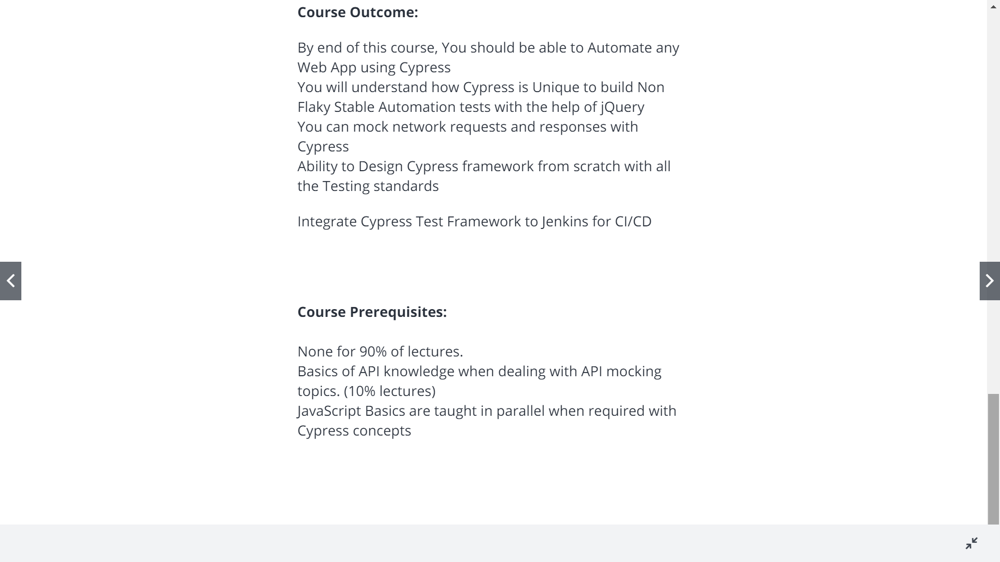 Course Outcome:
By end of this course, You should be able to Automate any
Web App using Cypress
You will understand how Cypress is Unique to build Non
Flaky Stable Automation tests with the help of jQuery
You can mock network requests and responses with
Cypress
Ability to Design Cypress framework from scratch with all
the Testing standards
Integrate Cypress Test Framework to Jenkins for CI/CD
Course Prerequisites:
None for 90% of lectures.
Basics of API knowledge when dealing with API mocking
topics. (10% lectures)
JavaScript Basics are taught in parallel when required with
Cypress concepts